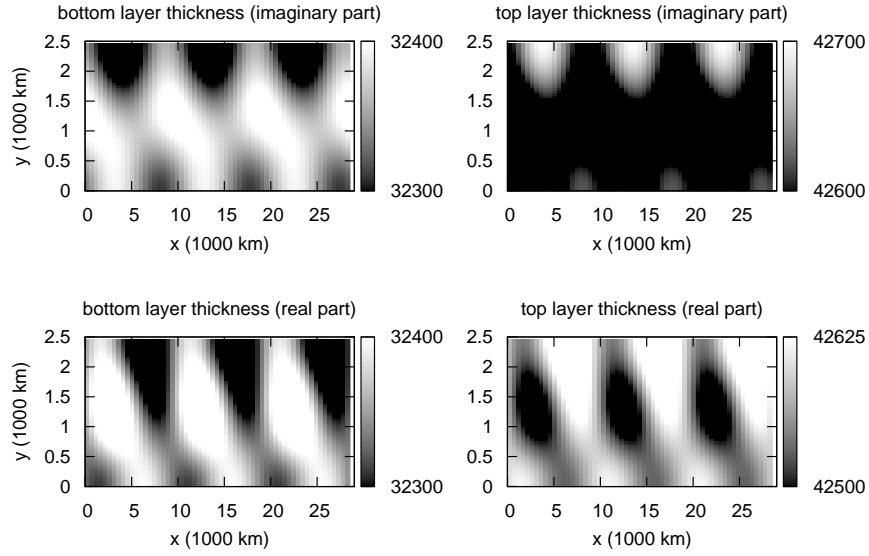 bottom layer thickness (imaginary part)
2.5
2
1.5
1
0.5
0
y (1000 km)
0 5 10 15 20 25
x (1000 km)
32400
32300
top layer thickness (imaginary part)
2.5
2
1.5
1
0.5
0
0 5 10 15 20 25
x (1000 km)
42700
42600
bottom layer thickness (real part)
2.5
2
1.5
1
0.5
0
y (1000 km)
0 5 10 15 20 25
x (1000 km)
32400
32300
top layer thickness (real part)
2.5
2
1.5
1
0.5
0
0 5 10 15 20 25
x (1000 km)
42625
42500